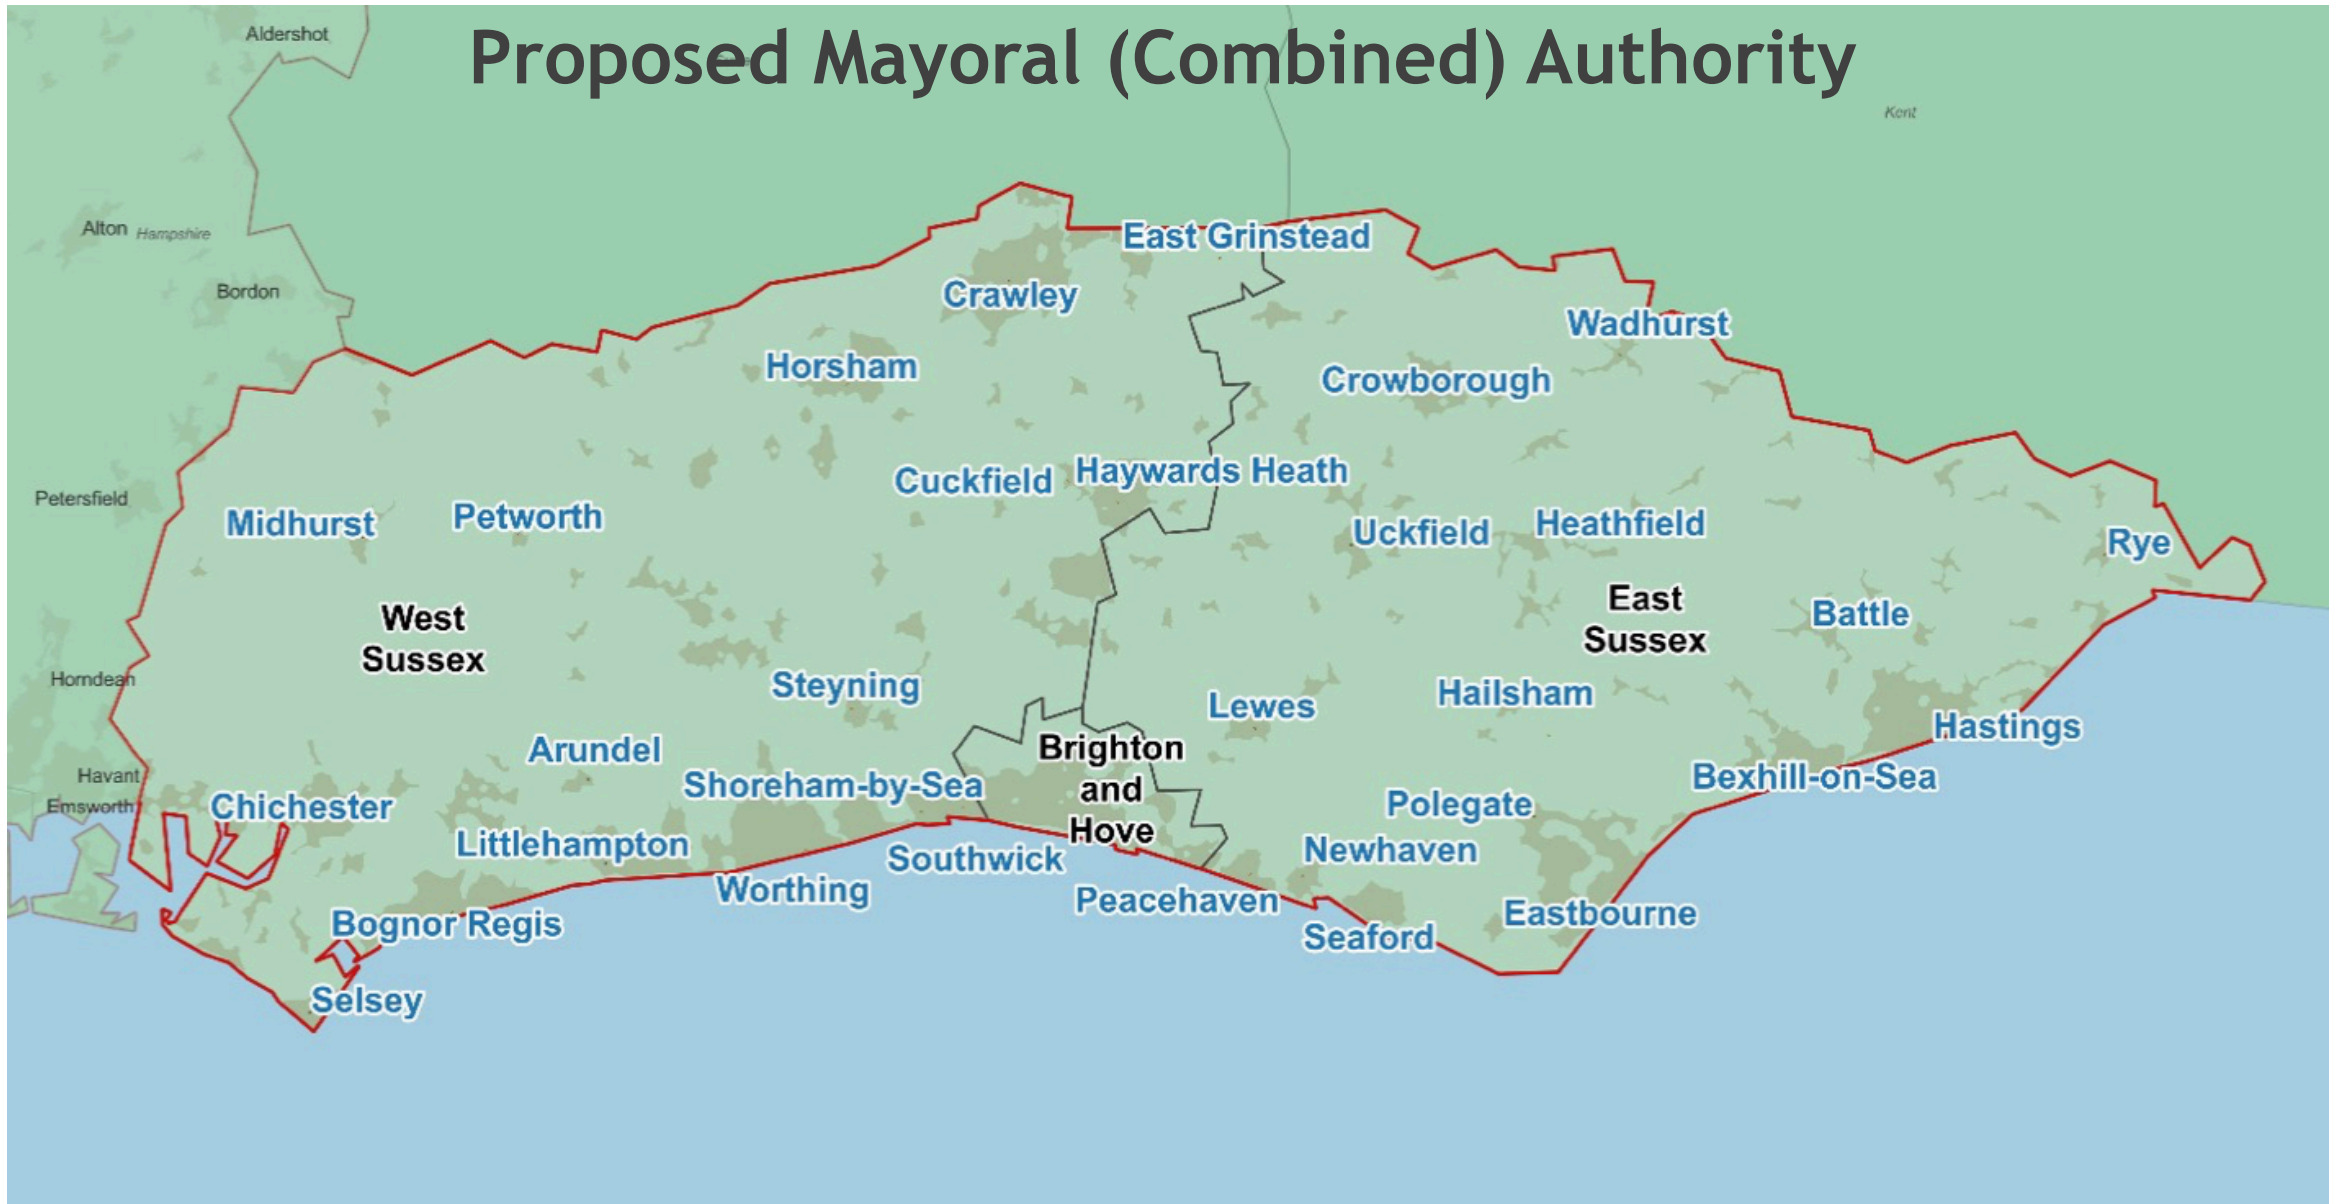 Aldershot
Proposed Mayoral (Combined) Authority
Kent
Alton
Hampshire
East Grinstead
Bordon
Crawley
Wadhurst
Horsham
Crowborough
Petersfield
Cuckfield
Haywards Heath
Midhurst
Petworth
Uckfield
Heathfield
Rye
West
Sussex
East
Sussex
Battle
Horndean
Steyning
Lewes
Hailsham
Hastings
Arundel
Brighton
and
Hove
Havant
Emsworth
Chichester
Shoreham-by-Sea
Bexhill-on-Sea
Polegate
Littlehampton
Southwick
Newhaven
Worthing
Peacehaven
Bognor Regis
Seaford
Eastbourne
Selsey